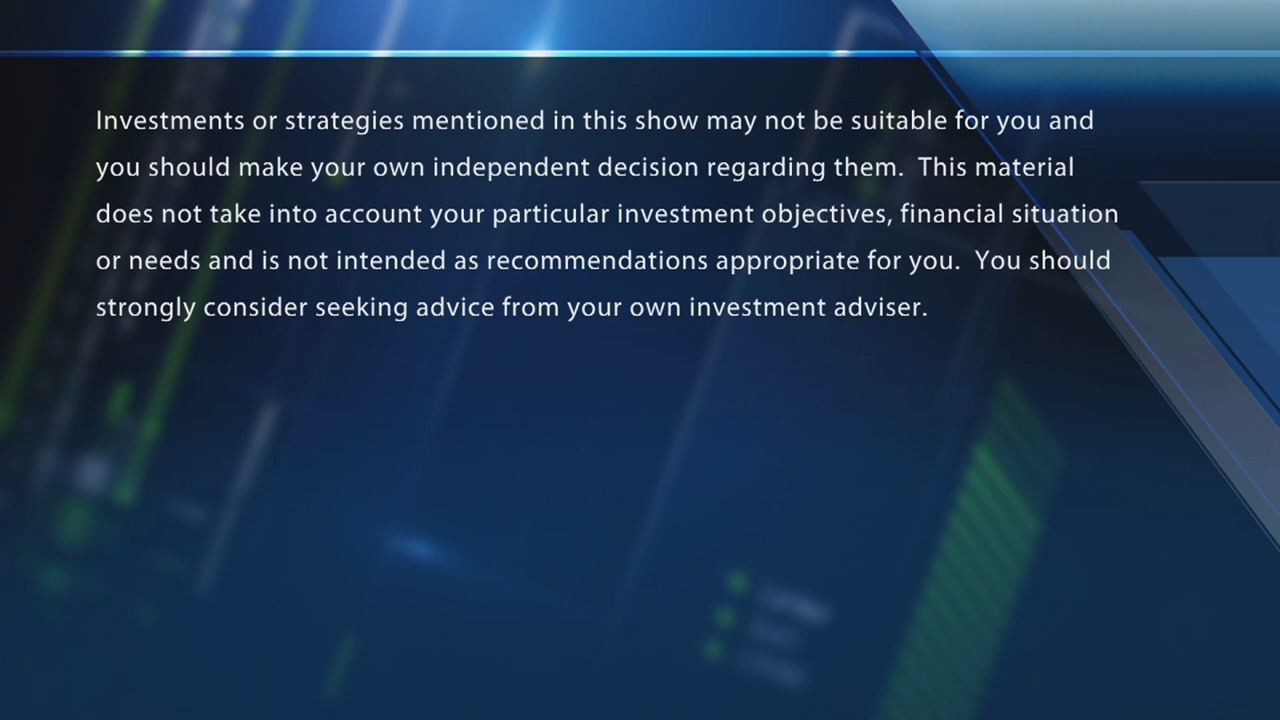 Investments or strategies mentioned in this show may not be suitable for you and
you should make your own independent decision regarding them.  This material
does not take into account your particular investment objectives, financial situation
or needs and is not intended as recommendations appropriate for you.  You should
strongly consider seeking advice from your own investment adviser.